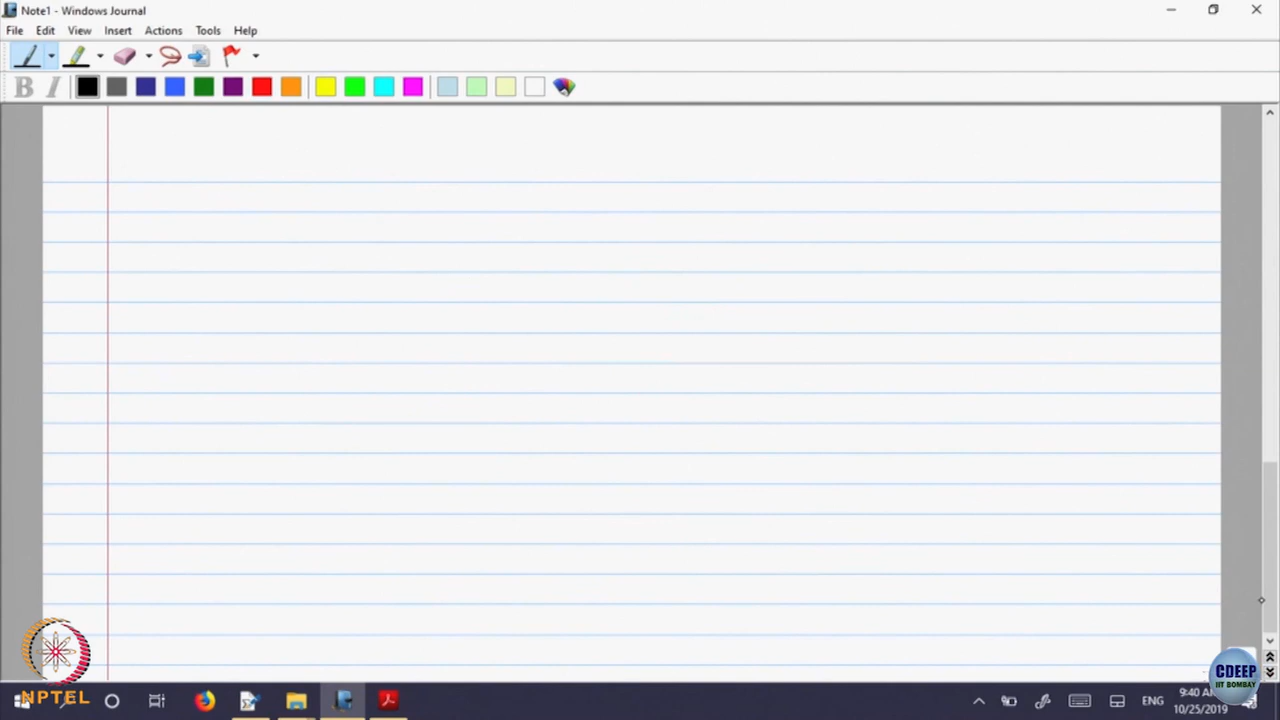 Note1 - Windows Journal
File Edit View Insert Actions Tools Help
B I
NPTEL
CDEEP
IIT BOMBAY
ENG
9:40 AM
10/25/2019